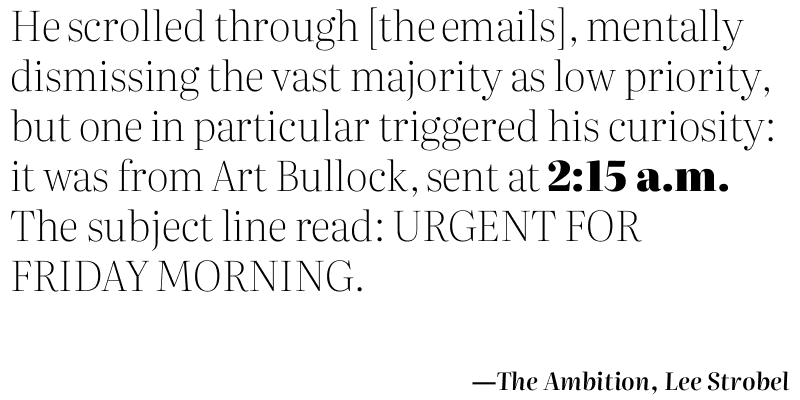 He scrolled through [the emails], mentally
dismissing the vast majority as low priority,
but one in particular triggered his curiosity:
it was from Art Bullock, sent at 2:15 a.m.
The subject line read: URGENT FOR
FRIDAY MORNING.
—The Ambition, Lee Strobel